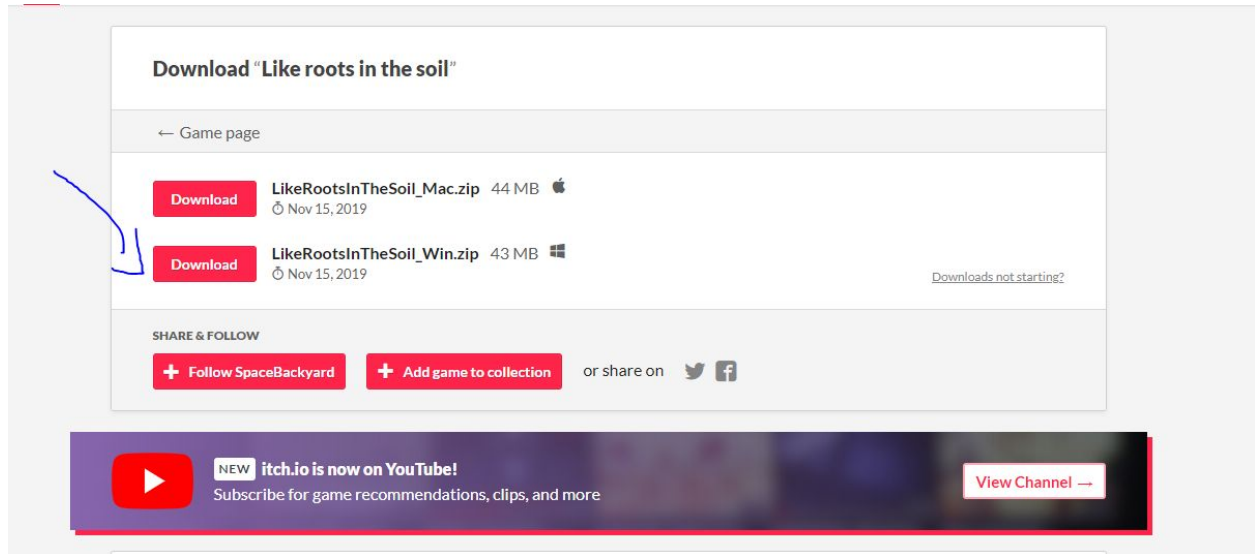 Download “Like roots in the soil”
← Game page
Download LikeRootsInTheSoil_Mac.zip 44 MB
Nov 15, 2019
Download LikeRootsInTheSoil_Win.zip 43 MB
Nov 15, 2019
Downloads not starting?
SHARE & FOLLOW
+ Follow SpaceBackyard + Add game to collection or share on
NEW itch.io is now on YouTube!
Subscribe for game recommendations, clips, and more
View Channel →